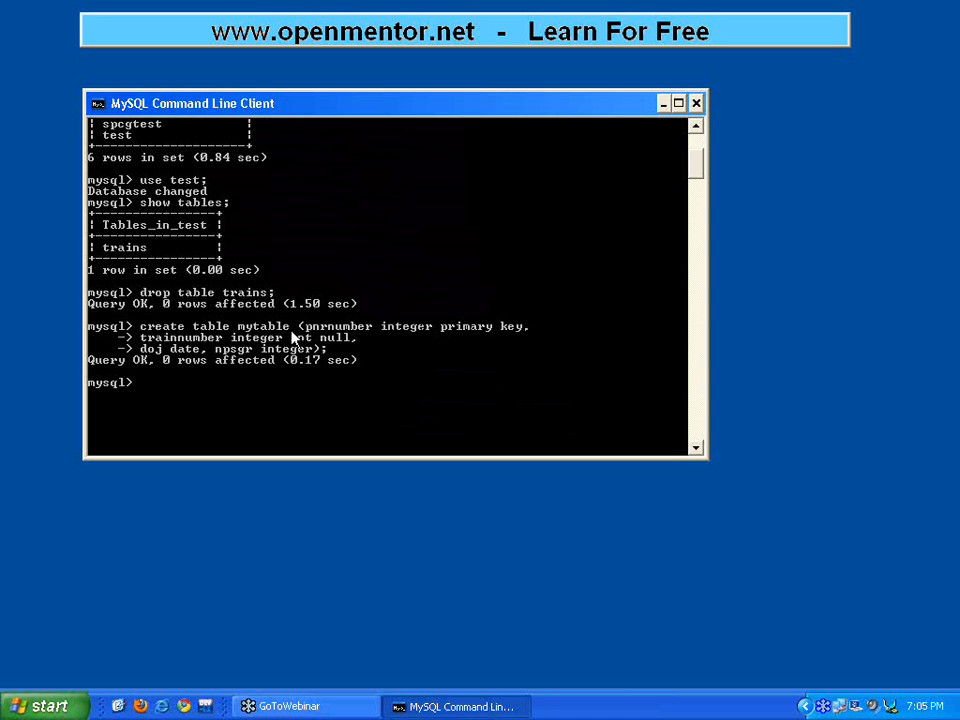 www.openmentor.net - Learn For Free
MySQL Command Line Client
| spcgtest |
| test |
+--------------------+
6 rows in set (0.84 sec)
mysql> use test;
Database changed
mysql> show tables;
+----------------+
| Tables_in_test |
+----------------+
| trains |
+----------------+
1 row in set (0.00 sec)
mysql> drop table trains;
Query OK, 0 rows affected (1.50 sec)
mysql> create table mytable (pnrnumber integer primary key,
-> trainnumber integer not null,
-> doj date, npsgr integer);
Query OK, 0 rows affected (0.17 sec)
mysql>
start
GoToWebinar
MySQL Command Lin...
7:05 PM